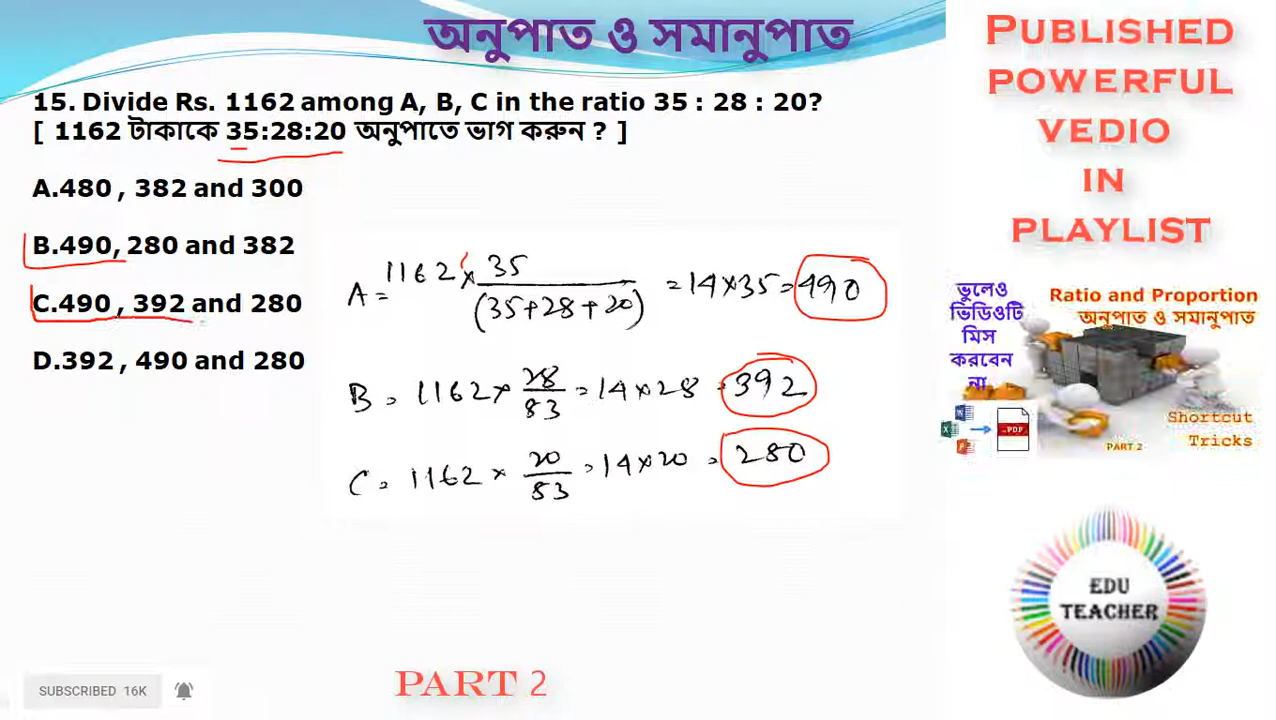 অনুপাত ও সমানুপাত
15. Divide Rs. 1162 among A, B, C in the ratio 35 : 28 : 20?
[ 1162 টাকাকে 35:28:20 অনুপাতে ভাগ করুন ? ]
A.480 , 382 and 300
B.490, 280 and 382
C.490 , 392 and 280
D.392 , 490 and 280
A = 1162 × 35 / (35+28+20) = 14×35 = 490
B = 1162 × 28/83 = 14×28 = 392
C = 1162 × 20/83 = 14×20 = 280
PUBLISHED
POWERFUL
VEDIO
IN
PLAYLIST
ভুলেও
ভিডিওটি
মিস
করবেন
না
Ratio and Proportion
অনুপাত ও সমানুপাত
PDF
Shortcut
Tricks
PART 2
EDU
TEACHER
SUBSCRIBED 16K
PART 2